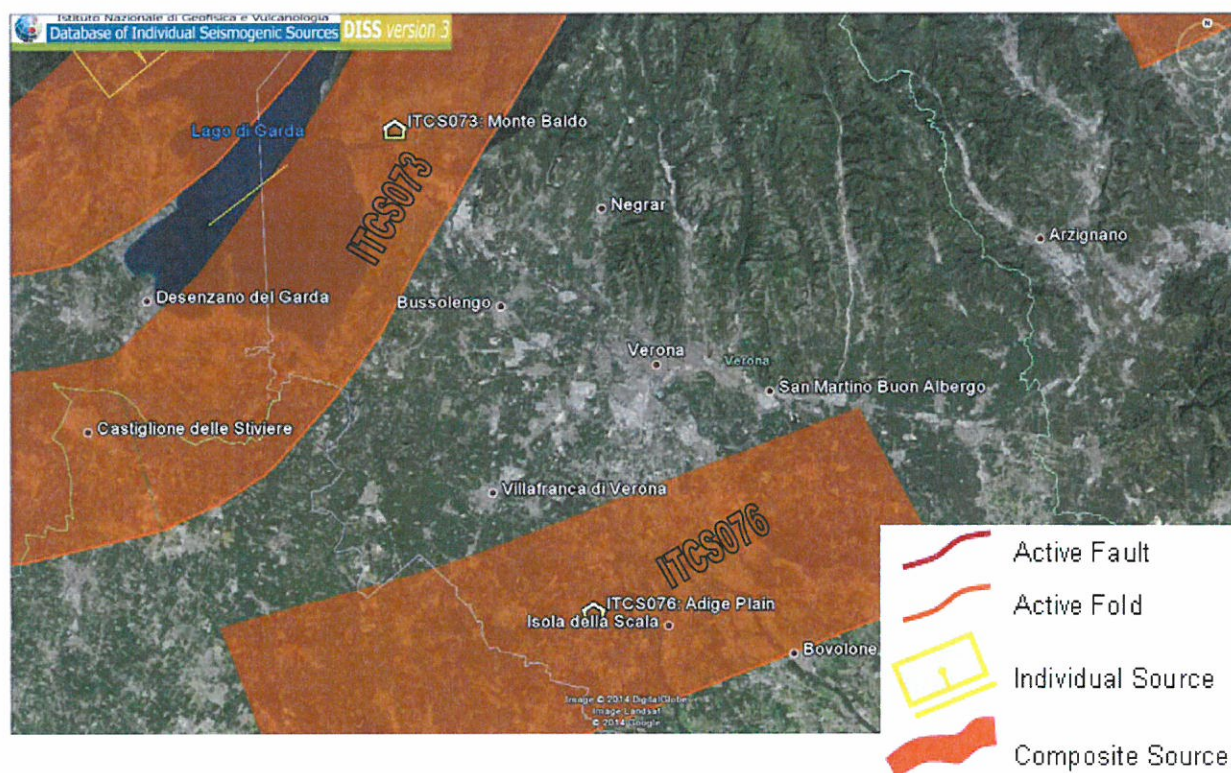 Istituto Nazionale di Geofisica e Vulcanologia
Database of Individual Seismogenic Sources DISS version 3
N
ITCS073: Monte Baldo
Lago di Garda
ITCS073
Negrar
Arzignano
Desenzano del Garda
Bussolengo
Verona
Verona
San Martino Buon Albergo
Castiglione delle Stiviere
Villafranca di Verona
ITCS076
ITCS076: Adige Plain
Isola della Scala
Bovolone
Image © 2014 DigitalGlobe
Image Landsat
© 2014 Google
Active Fault
Active Fold
Individual Source
Composite Source